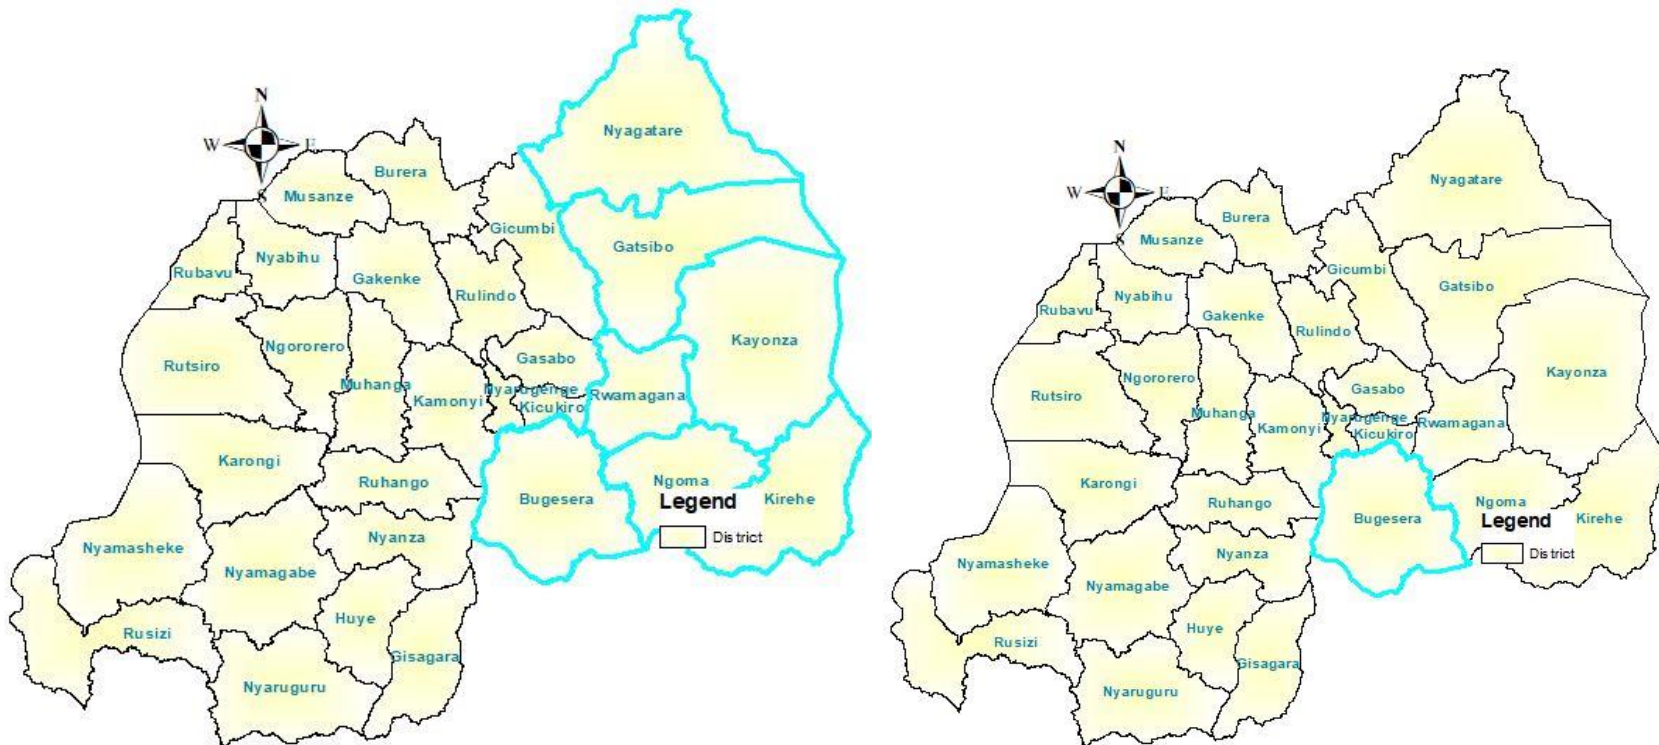 N
W E
S
Nyagatare
Burera
Musanze
Gicumbi
Gatsibo
Nyabihu
Rubavu
Gakenke
Rulindo
Kayonza
Ngororero
Gasabo
Rutsiro
Muhanga
Nyarugenge
Rwamagana
Kamonyi
Kicukiro
Karongi
Ruhango
Ngoma
Bugesera
Kirehe
Legend
District
Nyanza
Nyamasheke
Nyamagabe
Huye
Rusizi
Gisagara
Nyaruguru
N
W E
S
Nyagatare
Burera
Musanze
Gicumbi
Gatsibo
Nyabihu
Rubavu
Gakenke
Rulindo
Kayonza
Ngororero
Gasabo
Rutsiro
Muhanga
Nyarugenge
Rwamagana
Kamonyi
Kicukiro
Karongi
Ruhango
Ngoma
Bugesera
Kirehe
Legend
District
Nyanza
Nyamasheke
Nyamagabe
Huye
Rusizi
Gisagara
Nyaruguru